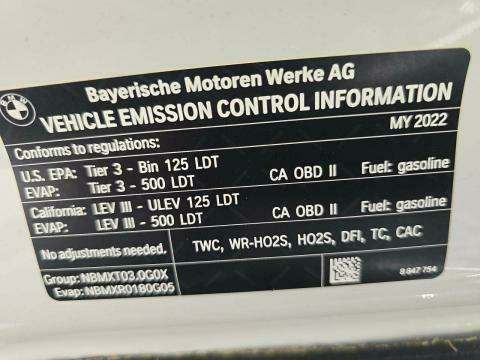 BMW
Bayerische Motoren Werke AG
VEHICLE EMISSION CONTROL INFORMATION
MY 2022
Conforms to regulations:
U.S. EPA: Tier 3 - Bin 125 LDT
EVAP: Tier 3 - 500 LDT CA OBD II Fuel: gasoline
California: LEV III - ULEV 125 LDT
EVAP: LEV III - 500 LDT CA OBD II Fuel: gasoline
No adjustments needed. TWC, WR-HO2S, HO2S, DFI, TC, CAC
Group: NBMXT03.0G0X
Evap: NBMXR0180G05 8 847 754